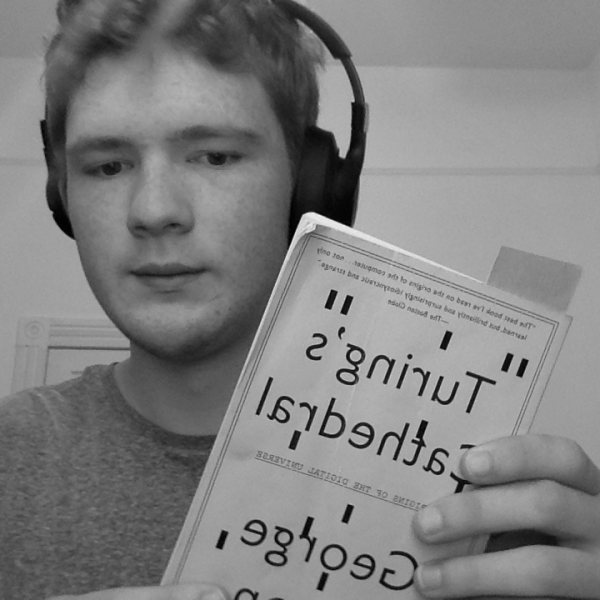 "The best book I've read on the origins of the computer. . . not only
learned, but brilliantly and surprisingly idiosyncratic and strange."
—The Boston Globe
Turing's
Cathedral
ORIGINS OF THE DIGITAL UNIVERSE
George